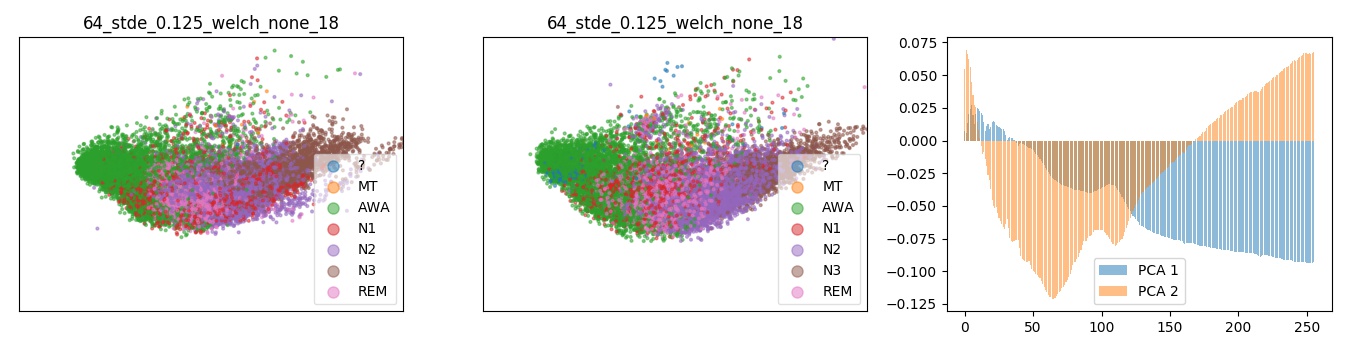 64_stde_0.125_welch_none_18
?
MT
AWA
N1
N2
N3
REM
64_stde_0.125_welch_none_18
?
MT
AWA
N1
N2
N3
REM
0.075
0.050
0.025
0.000
−0.025
−0.050
−0.075
−0.100
−0.125
0 50 100 150 200 250
PCA 1
PCA 2